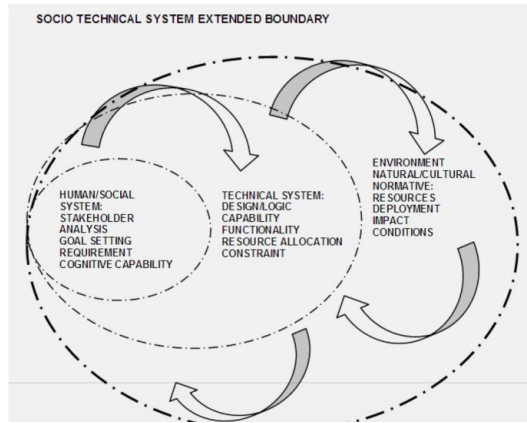 SOCIO TECHNICAL SYSTEM EXTENDED BOUNDARY
HUMAN/SOCIAL
SYSTEM:
STAKEHOLDER
ANALYSIS
GOAL SETTING
REQUIREMENT
COGNITIVE CAPABILITY
TECHNICAL SYSTEM:
DESIGN/LOGIC
CAPABILITY
FUNCTIONALITY
RESOURCE ALLOCATION
CONSTRAINT
ENVIRONMENT
NATURAL/CULTURAL
NORMATIVE:
RESOURCES
DEPLOYMENT
IMPACT
CONDITIONS